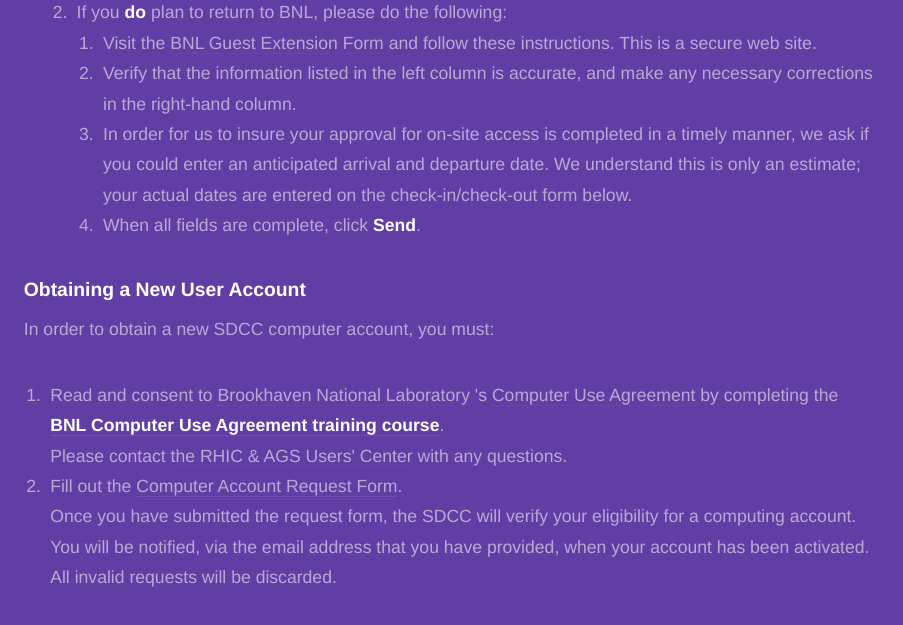 2. If you do plan to return to BNL, please do the following:
1. Visit the BNL Guest Extension Form and follow these instructions. This is a secure web site.
2. Verify that the information listed in the left column is accurate, and make any necessary corrections
in the right-hand column.
3. In order for us to insure your approval for on-site access is completed in a timely manner, we ask if
you could enter an anticipated arrival and departure date. We understand this is only an estimate;
your actual dates are entered on the check-in/check-out form below.
4. When all fields are complete, click Send.
Obtaining a New User Account
In order to obtain a new SDCC computer account, you must:
1. Read and consent to Brookhaven National Laboratory 's Computer Use Agreement by completing the
BNL Computer Use Agreement training course.
Please contact the RHIC & AGS Users' Center with any questions.
2. Fill out the Computer Account Request Form.
Once you have submitted the request form, the SDCC will verify your eligibility for a computing account.
You will be notified, via the email address that you have provided, when your account has been activated.
All invalid requests will be discarded.